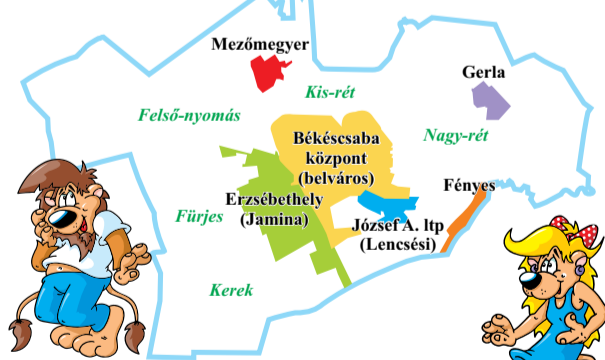 Mezőmegyer
Gerla
Kis-rét
Felső-nyomás
Nagy-rét
Békéscsaba
központ
(belváros)
Fényes
Erzsébethely
(Jamina)
Fürjes
József A. ltp
(Lencsési)
Kerek